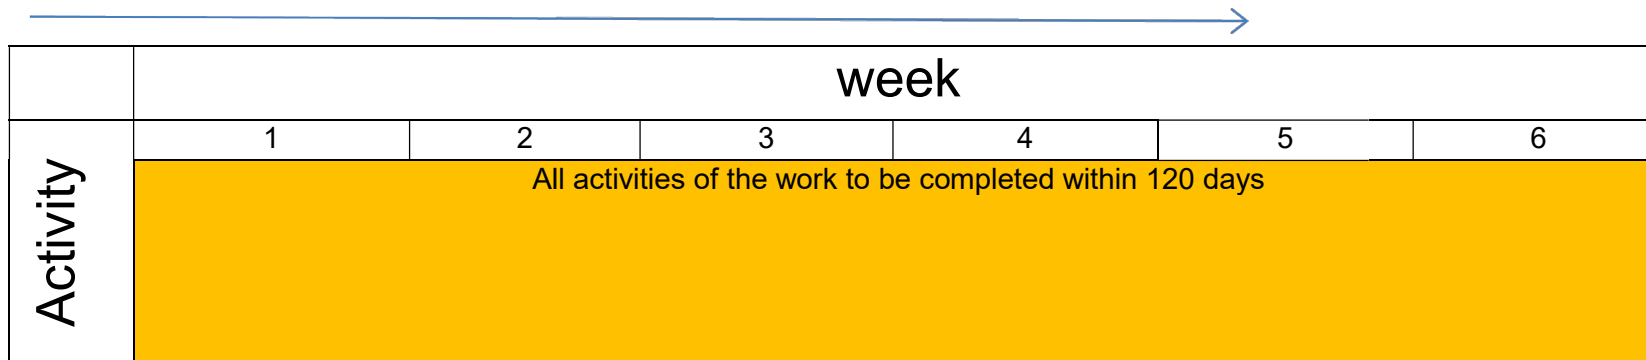 week
1 2 3 4 5 6
All activities of the work to be completed within 120 days
Activity